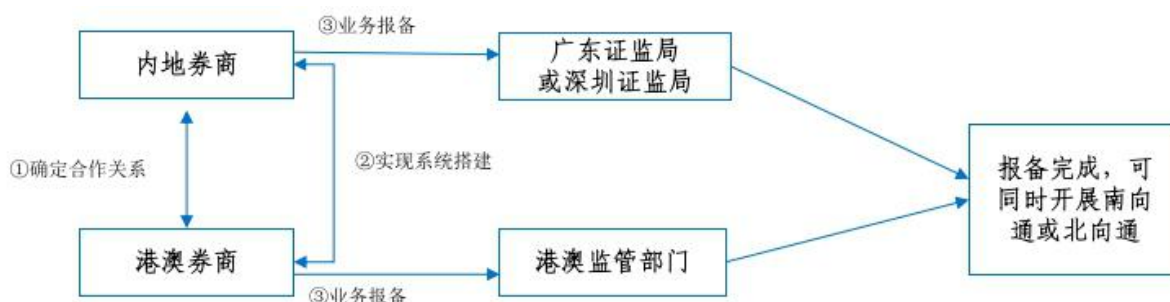 ③业务报备
内地券商
广东证监局
或深圳证监局
①确定合作关系
②实现系统搭建
报备完成，可
同时开展南向
通或北向通
港澳券商
港澳监管部门
③业务报备